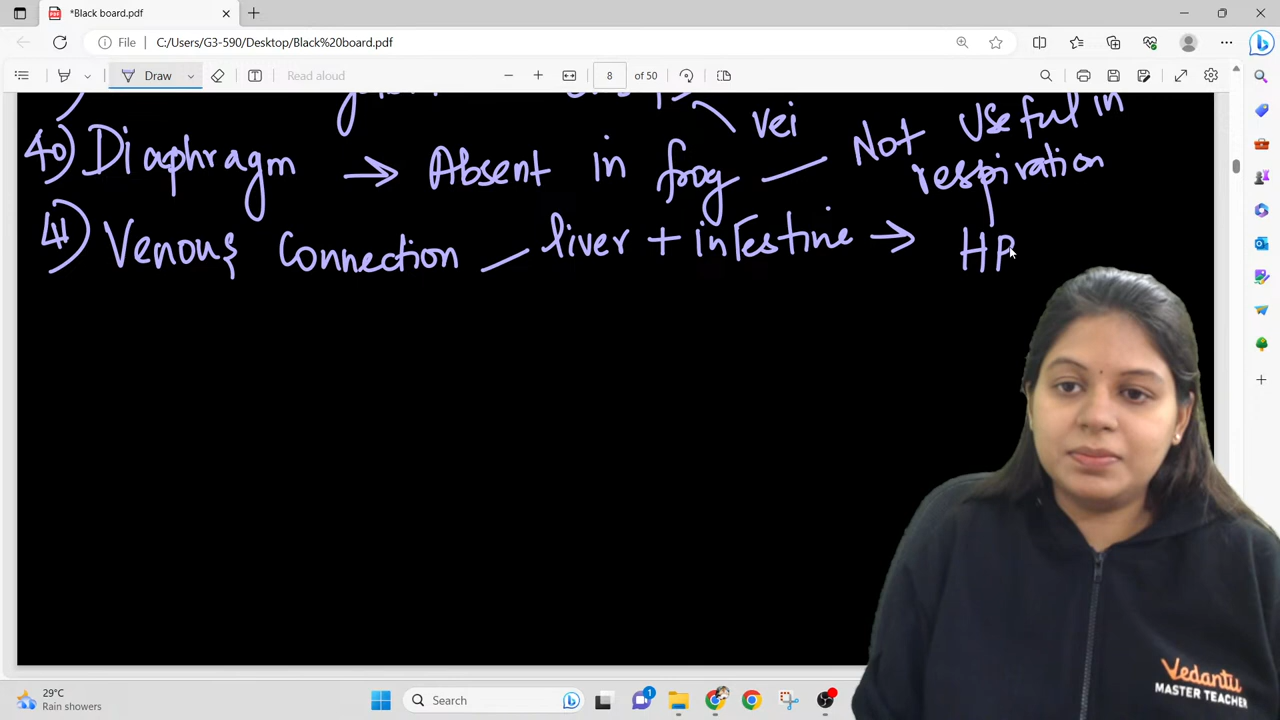 *Black board.pdf
File C:/Users/G3-590/Desktop/Black%20board.pdf
Draw Read aloud 8 of 50
vei
40) Diaphragm → Absent in frog — Not useful in
respiration
41) Venous Connection — liver + intestine → HP
Vedantu
MASTER TEACHER
29°C
Rain showers
Search
1